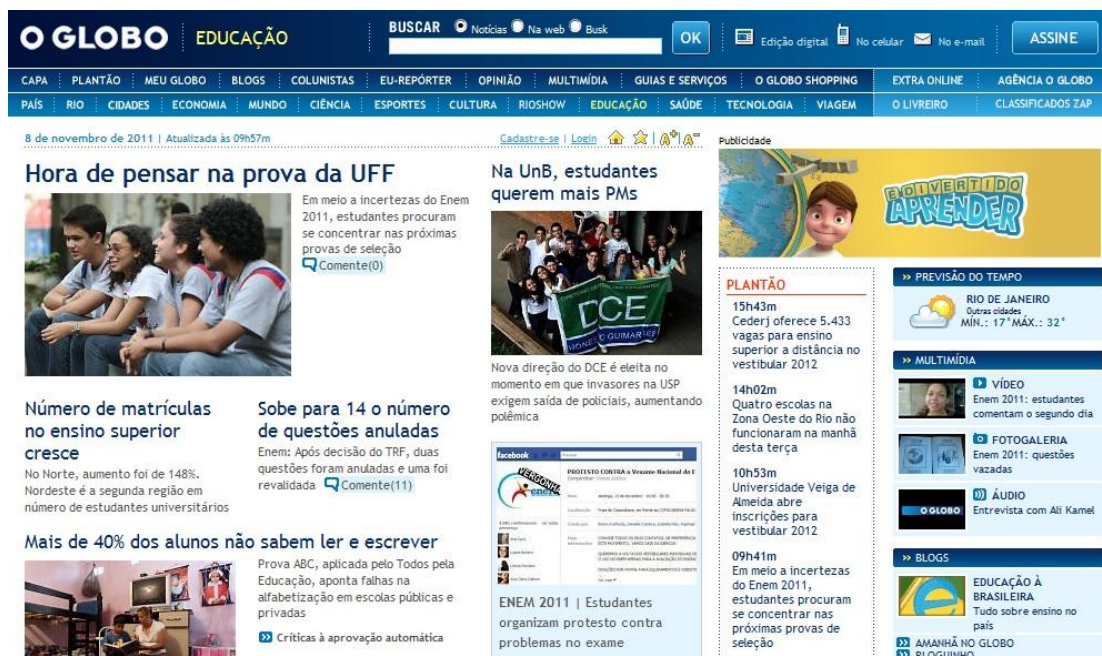 O GLOBO EDUCAÇÃO
BUSCAR Notícias Na web Busk
OK
Edição digital No celular No e-mail
ASSINE
CAPA PLANTÃO MEU GLOBO BLOGS COLUNISTAS EU-REPÓRTER OPINIÃO MULTIMÍDIA GUIAS E SERVIÇOS O GLOBO SHOPPING EXTRA ONLINE AGÊNCIA O GLOBO
PAÍS RIO CIDADES ECONOMIA MUNDO CIÊNCIA ESPORTES CULTURA RIOSHOW EDUCAÇÃO SAÚDE TECNOLOGIA VIAGEM O LIVREIRO CLASSIFICADOS ZAP
8 de novembro de 2011 | Atualizada às 09h57m
Cadastre-se | Login A+ | A-
Hora de pensar na prova da UFF
Em meio a incertezas do Enem
2011, estudantes procuram
se concentrar nas próximas
provas de seleção
Comente(0)
Número de matrículas
no ensino superior
cresce
No Norte, aumento foi de 148%.
Nordeste é a segunda região em
número de estudantes universitários
Sobe para 14 o número
de questões anuladas
Enem: Após decisão do TRF, duas
questões foram anuladas e uma foi
revalidada Comente(11)
Mais de 40% dos alunos não sabem ler e escrever
Prova ABC, aplicada pelo Todos pela
Educação, aponta falhas na
alfabetização em escolas públicas e
privadas
Críticas à aprovação automática
Na UnB, estudantes
querem mais PMs
DCE
HONESTINO GUIMARÃES
Nova direção do DCE é eleita no
momento em que invasores na USP
exigem saída de policiais, aumentando
polêmica
facebook
VERGONHA
enem
PROTESTO CONTRA o Vexame Nacional do E
ENEM 2011 | Estudantes
organizam protesto contra
problemas no exame
Publicidade
É DIVERTIDO
APRENDER
PLANTÃO
15h43m
Cederj oferece 5.433
vagas para ensino
superior a distância no
vestibular 2012
14h02m
Quatro escolas na
Zona Oeste do Rio não
funcionaram na manhã
desta terça
10h53m
Universidade Veiga de
Almeida abre
inscrições para
vestibular 2012
09h41m
Em meio a incertezas
do Enem 2011,
estudantes procuram
se concentrar nas
próximas provas de
seleção
PREVISÃO DO TEMPO
RIO DE JANEIRO
Outras cidades
MÍN.: 17° MÁX.: 32°
MULTIMÍDIA
VÍDEO
Enem 2011: estudantes
comentam o segundo dia
FOTOGALERIA
Enem 2011: questões
vazadas
O GLOBO
ÁUDIO
Entrevista com Ali Kamel
BLOGS
EDUCAÇÃO À
BRASILEIRA
Tudo sobre ensino no
país
AMANHÃ NO GLOBO
BLOGUINHO